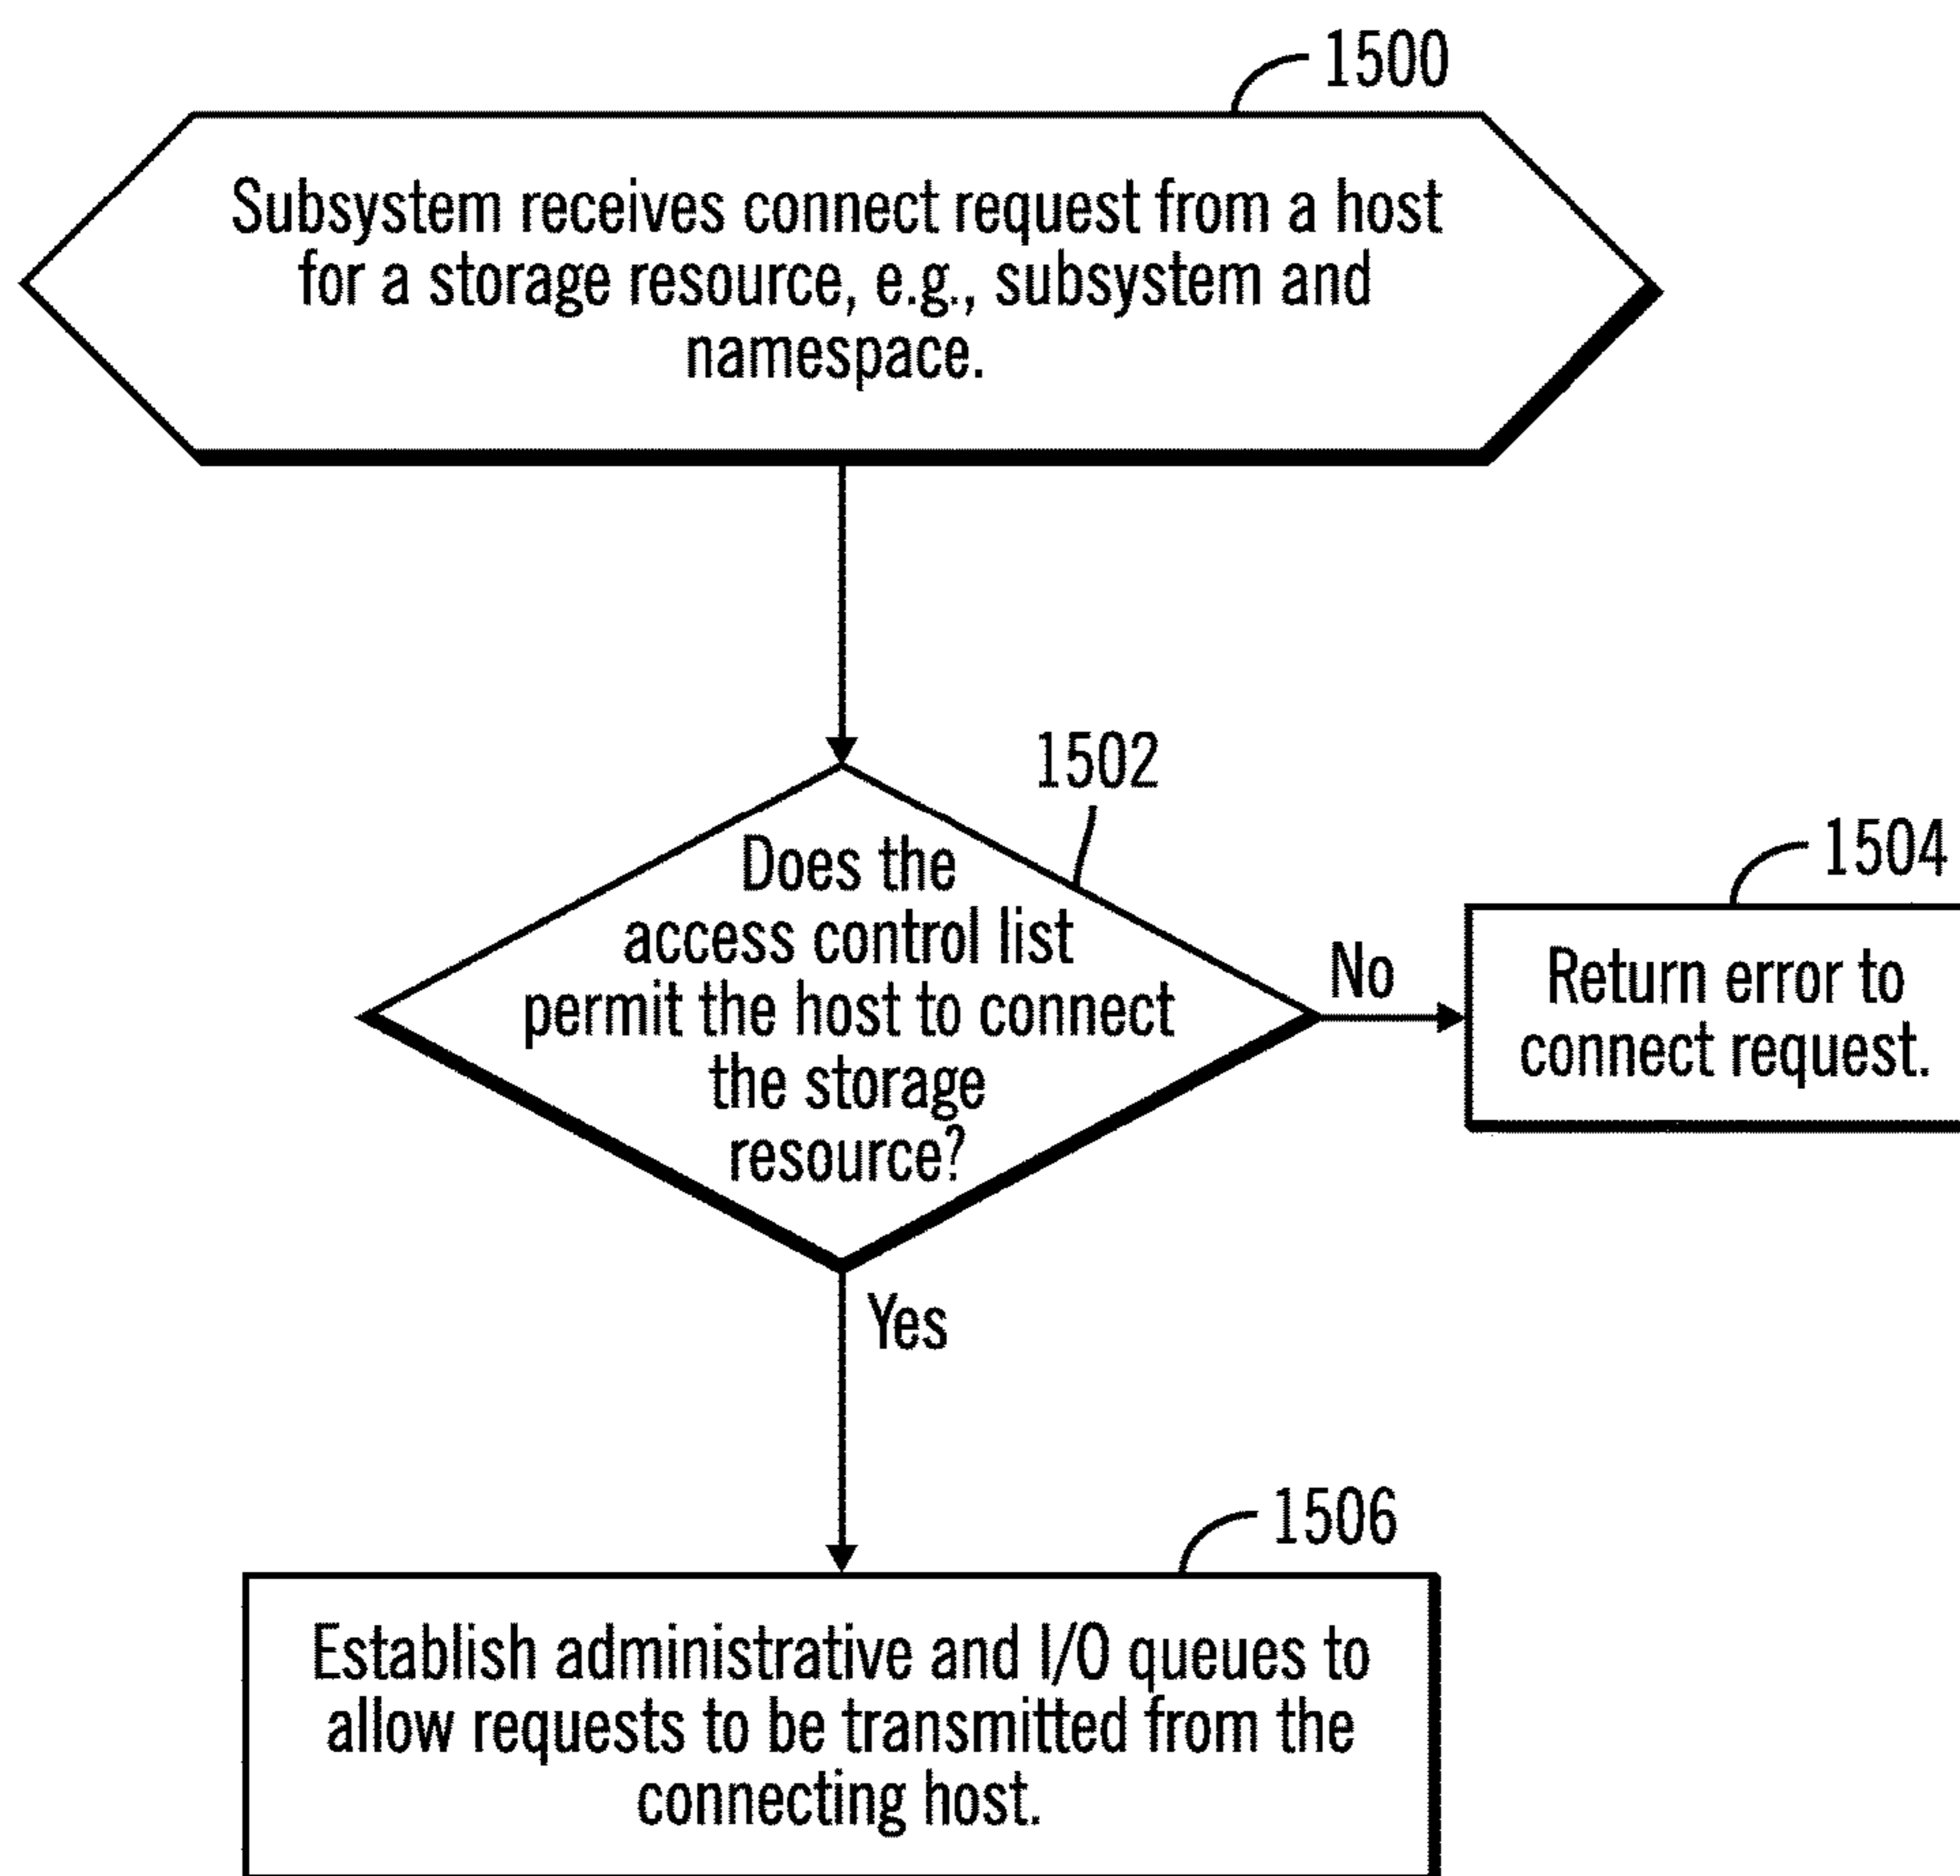 1500
Subsystem receives connect request from a host
for a storage resource, e.g., subsystem and
namespace.
1502
Does the
access control list
permit the host to connect
the storage
resource?
No
1504
Return error to
connect request.
Yes
1506
Establish administrative and I/O queues to
allow requests to be transmitted from the
connecting host.